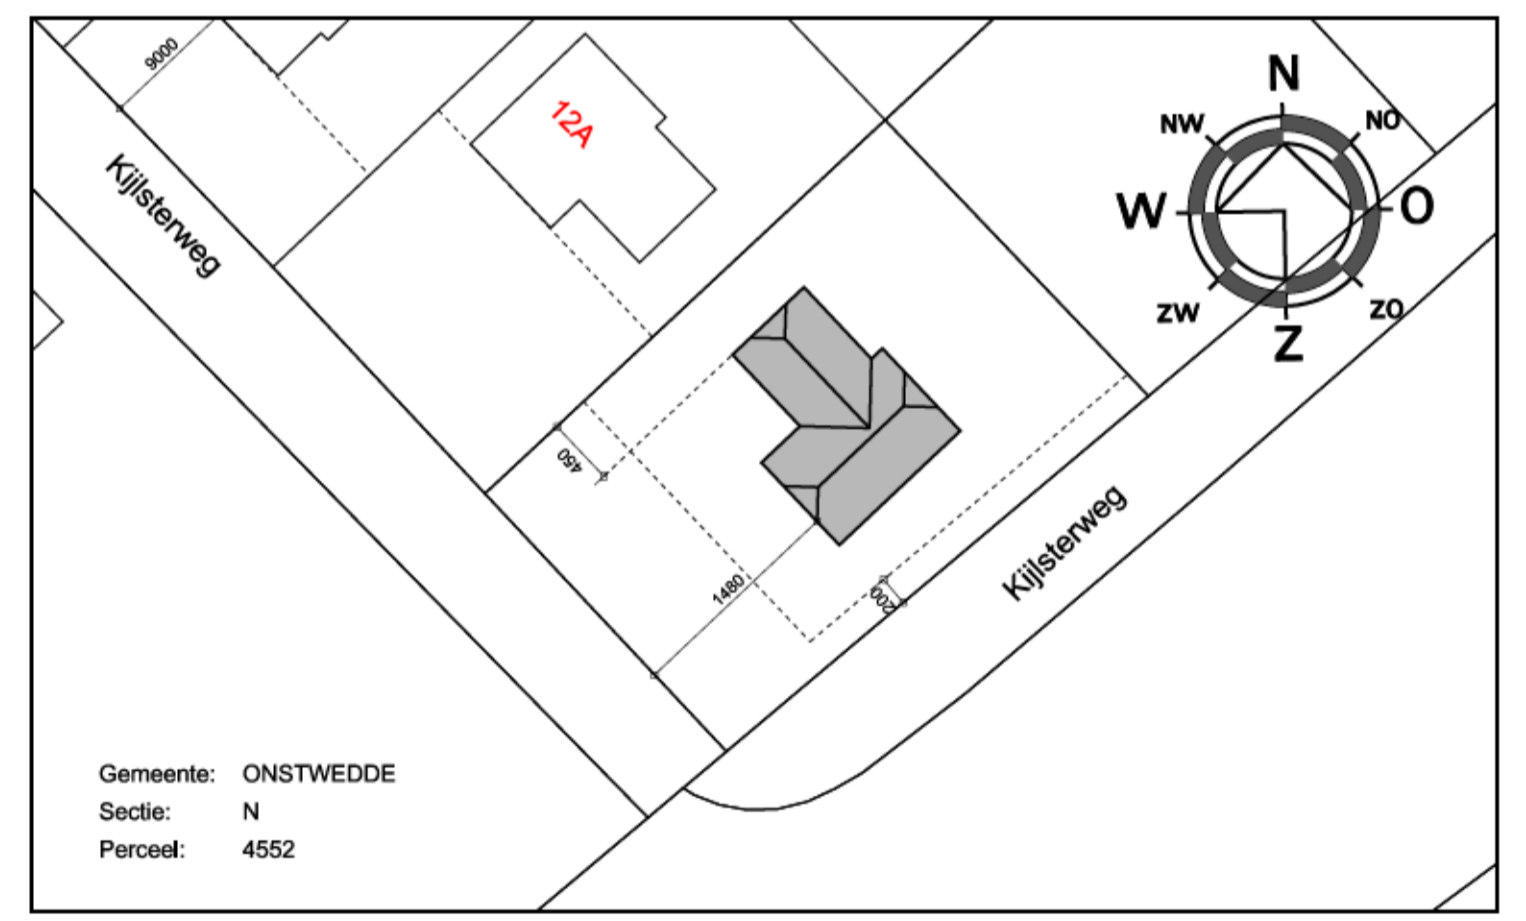 9000
12A
Kijlsterweg
N
NW
NO
W
O
ZW
ZO
Z
450
1480
200
Kijlsterweg
Gemeente: ONSTWEDDE
Sectie: N
Perceel: 4552